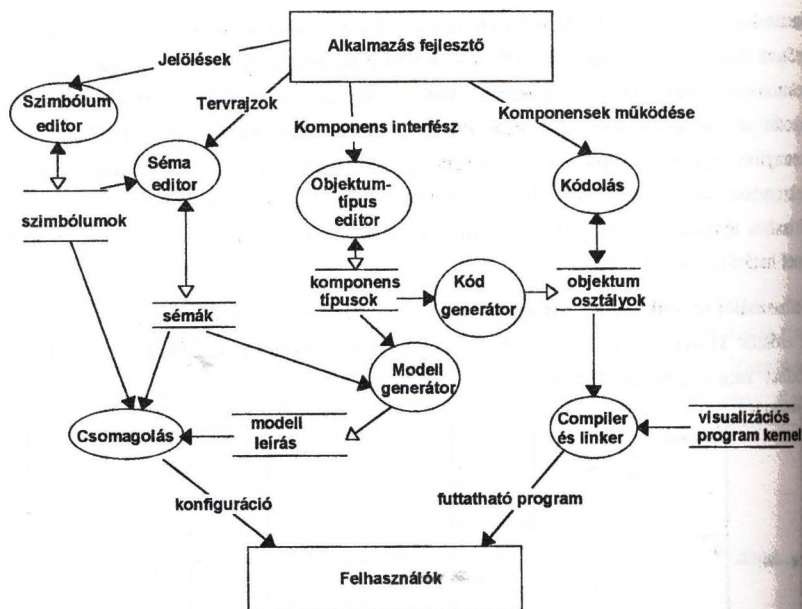 Alkalmazás fejlesztő
Jelölések
Szimbólum
editor
Tervrajzok
Komponens interfész
Komponensek működése
Séma
editor
Objektum-
típus
editor
Kódolás
szimbólumok
sémák
komponens
típusok
Kód
generátor
objektum
osztályok
Modell
generátor
Csomagolás
modell
leírás
Compiler
és linker
visualizációs
program kernel
konfiguráció
futtatható program
Felhasználók